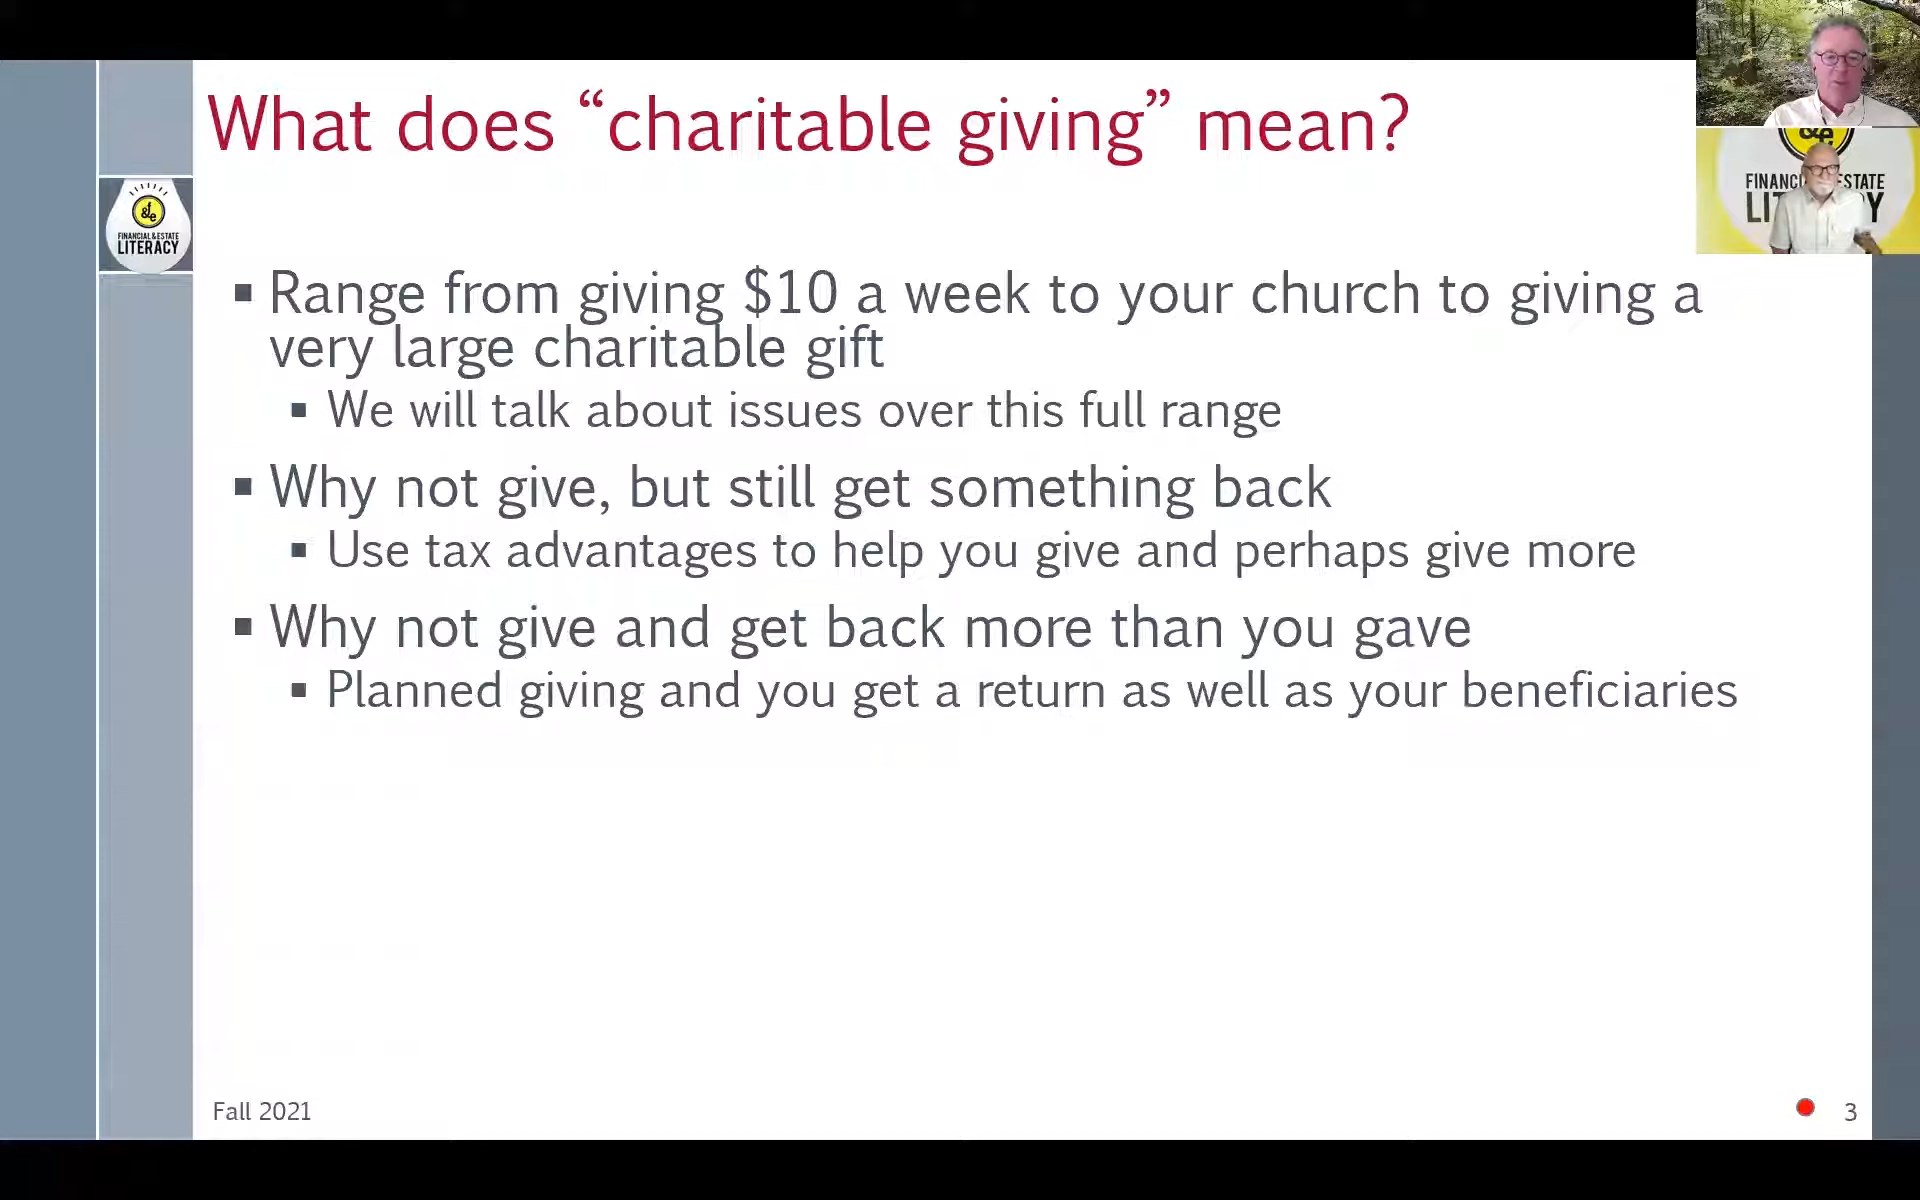 What does “charitable giving” mean?
&fe
FINANCIAL & ESTATE
LITERACY
▪ Range from giving $10 a week to your church to giving a
very large charitable gift
▪ We will talk about issues over this full range
▪ Why not give, but still get something back
▪ Use tax advantages to help you give and perhaps give more
▪ Why not give and get back more than you gave
▪ Planned giving and you get a return as well as your beneficiaries
Fall 2021
3